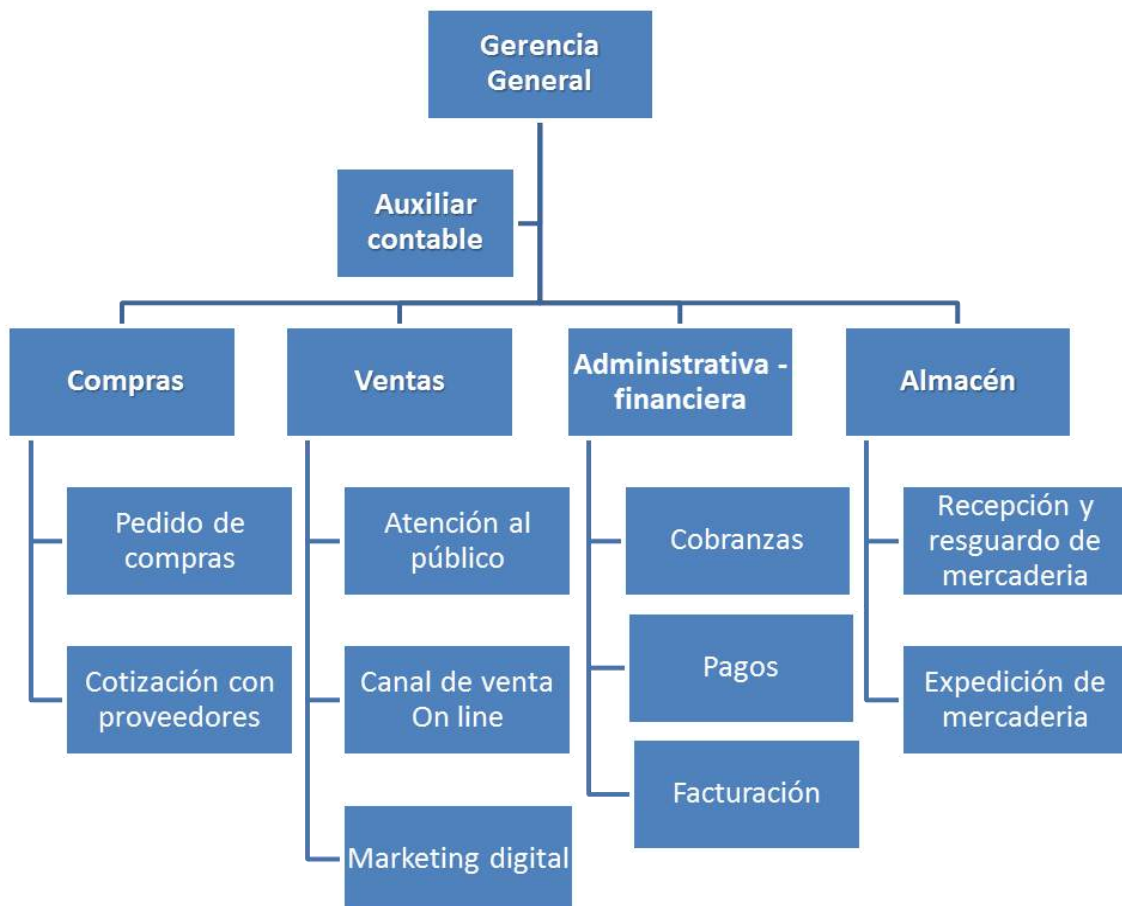 Gerencia
General
Auxiliar
contable
Compras
Ventas
Administrativa -
financiera
Almacén
Pedido de
compras
Cotización con
proveedores
Atención al
público
Canal de venta
On line
Marketing digital
Cobranzas
Pagos
Facturación
Recepción y
resguardo de
mercaderia
Expedición de
mercaderia